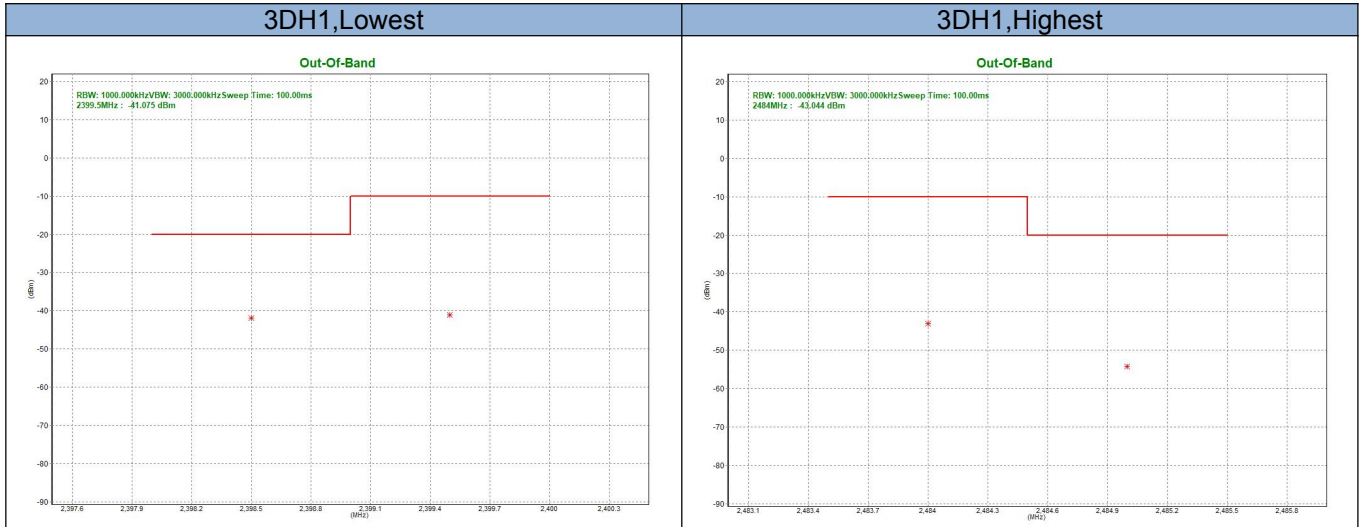 3DH1,Lowest
3DH1,Highest
Out-Of-Band
RBW: 1000.000kHzVBW: 3000.000kHzSweep Time: 100.00ms
2399.5MHz : -41.075 dBm
20
10
0
-10
-20
-30
-40
-50
-60
-70
-80
-90
(dBm)
2,397.6 2,397.9 2,398.2 2,398.5 2,398.8 2,399.1 2,399.4 2,399.7 2,400 2,400.3
(MHz)
Out-Of-Band
RBW: 1000.000kHzVBW: 3000.000kHzSweep Time: 100.00ms
2484MHz : -43.044 dBm
20
10
0
-10
-20
-30
-40
-50
-60
-70
-80
-90
(dBm)
2,483.1 2,483.4 2,483.7 2,484 2,484.3 2,484.6 2,484.9 2,485.2 2,485.5 2,485.8
(MHz)